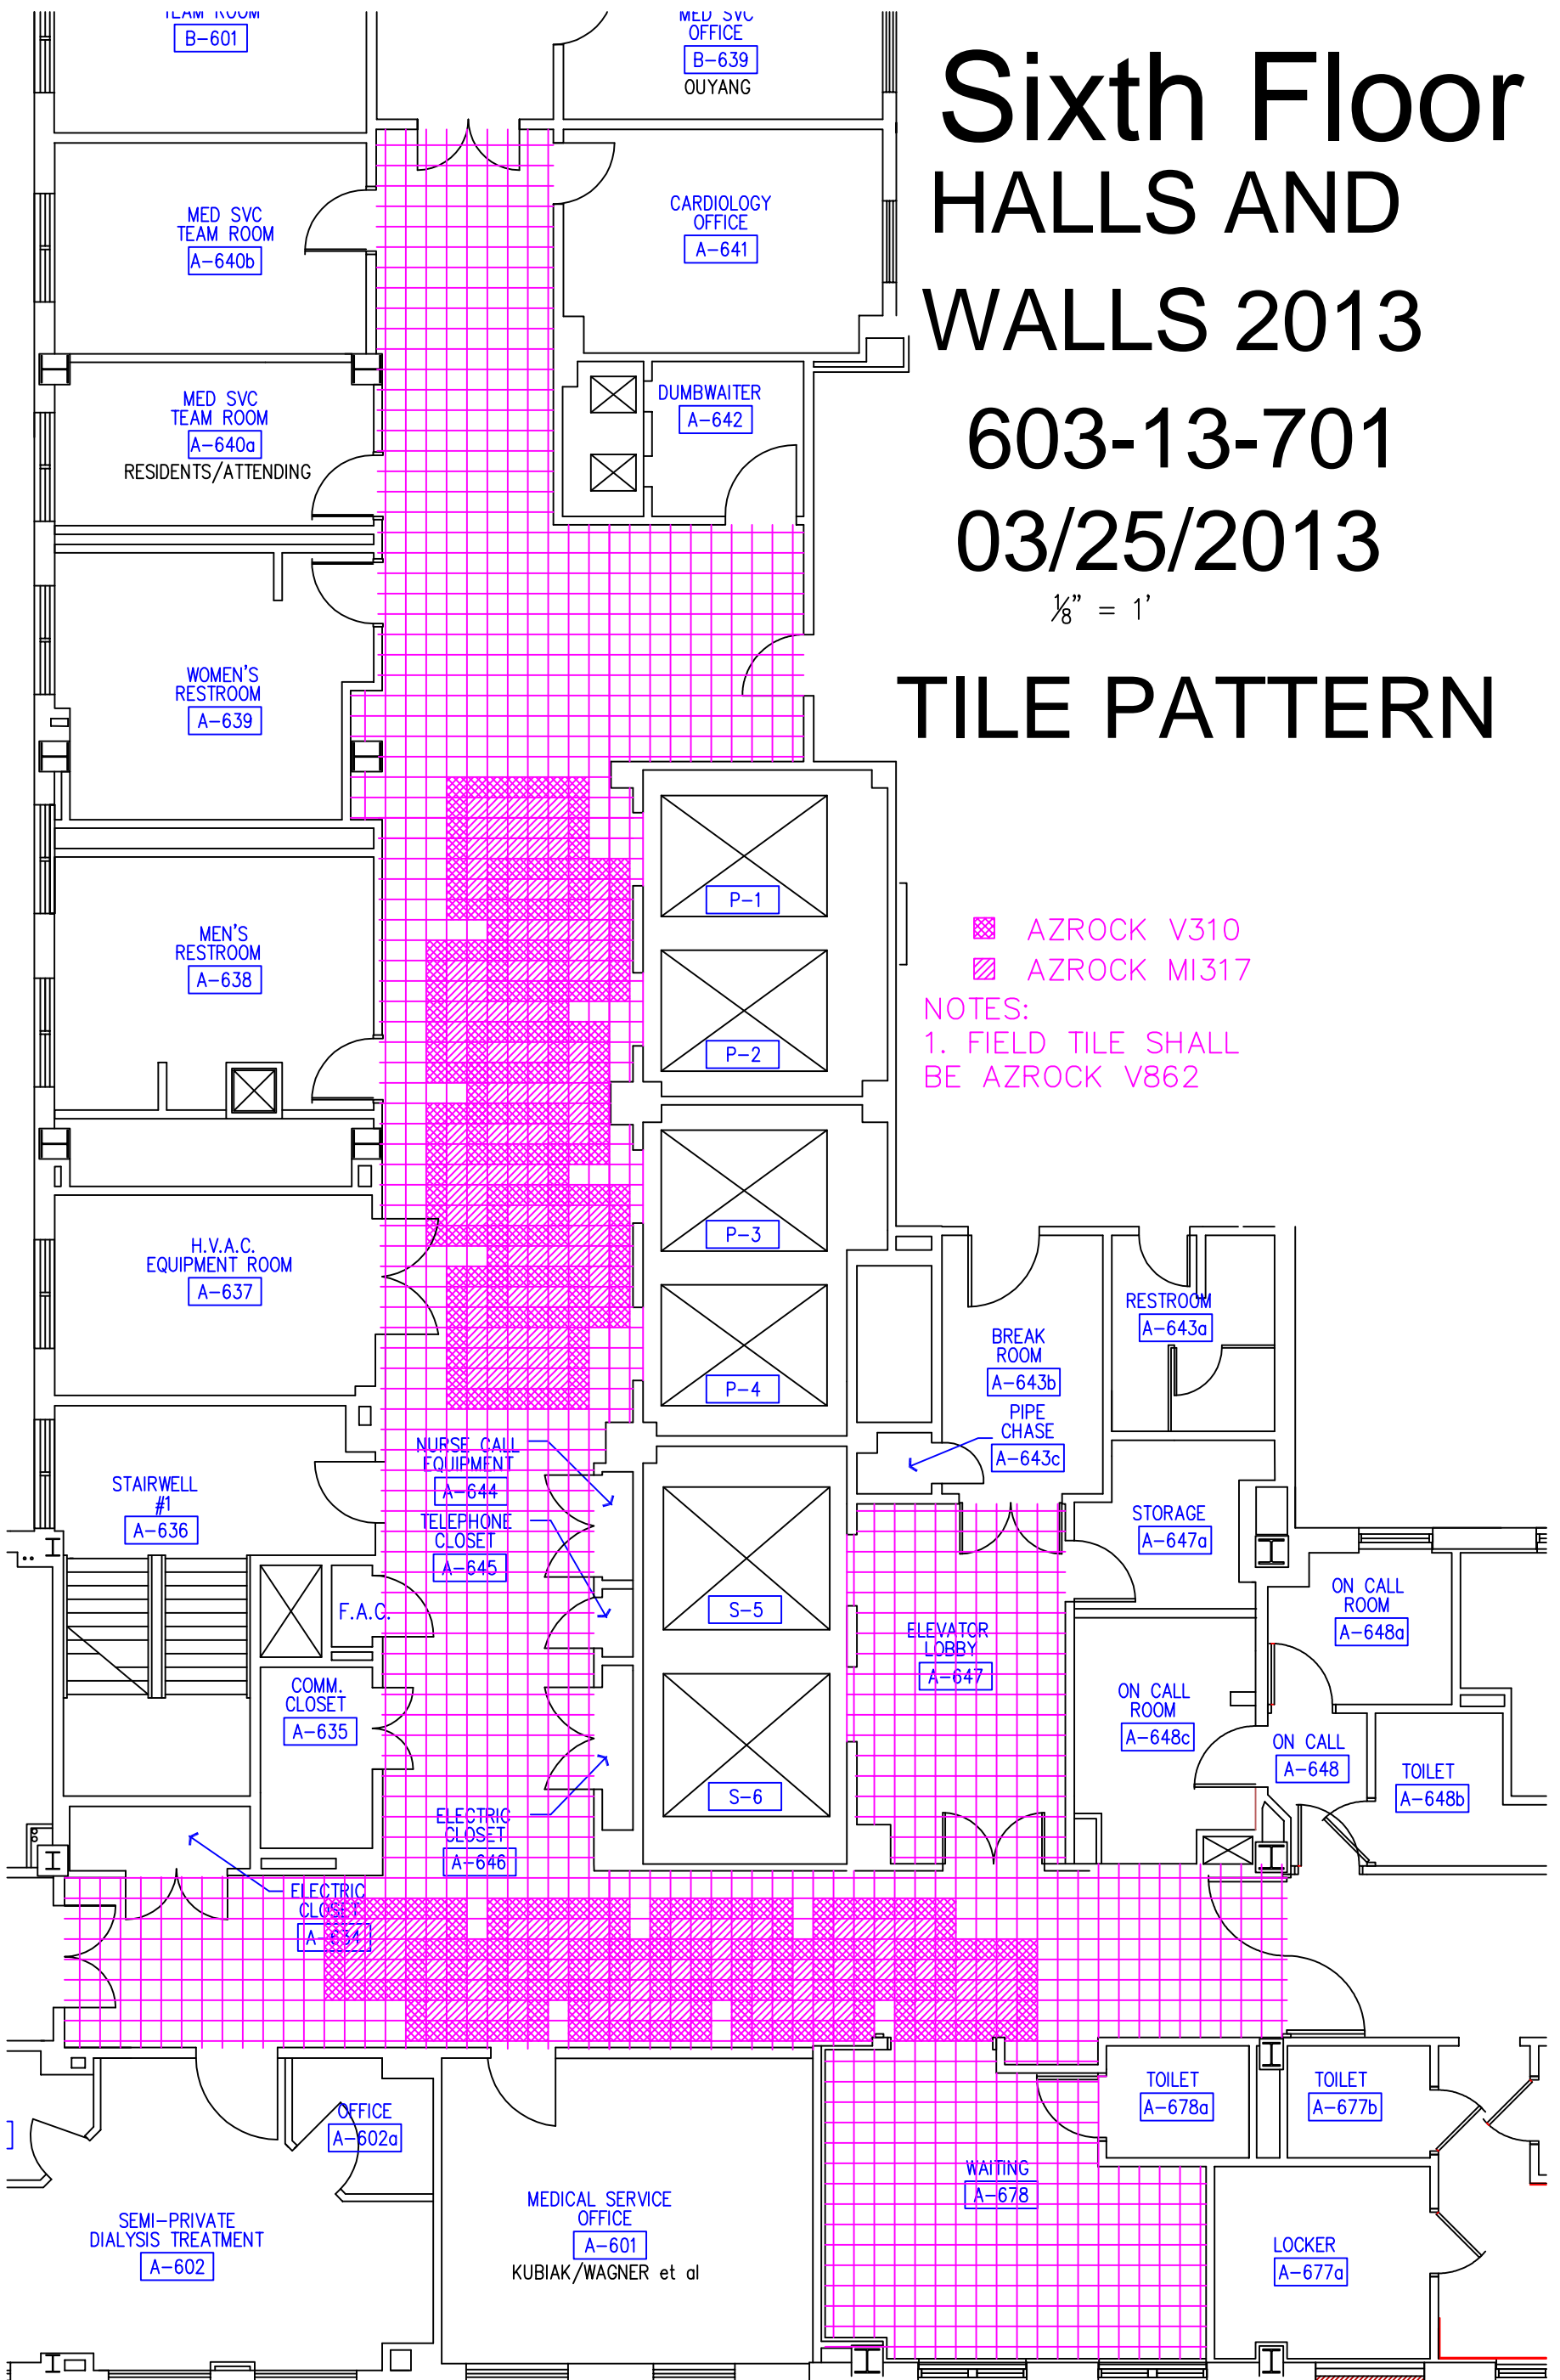 TEAM ROOM
B-601
MED SVC
OFFICE
B-639
OUYANG
Sixth Floor
HALLS AND
WALLS 2013
603-13-701
03/25/2013
⅛" = 1'
TILE PATTERN
MED SVC
TEAM ROOM
A-640b
CARDIOLOGY
OFFICE
A-641
MED SVC
TEAM ROOM
A-640a
RESIDENTS/ATTENDING
DUMBWAITER
A-642
WOMEN'S
RESTROOM
A-639
MEN'S
RESTROOM
A-638
P-1
P-2
P-3
P-4
AZROCK V310
AZROCK MI317
NOTES:
1. FIELD TILE SHALL
BE AZROCK V862
H.V.A.C.
EQUIPMENT ROOM
A-637
RESTROOM
A-643a
BREAK
ROOM
A-643b
PIPE
CHASE
A-643c
NURSE CALL
EQUIPMENT
A-644
TELEPHONE
CLOSET
A-645
STAIRWELL
#1
A-636
F.A.C.
S-5
S-6
STORAGE
A-647a
ON CALL
ROOM
A-648a
ELEVATOR
LOBBY
A-647
COMM.
CLOSET
A-635
ON CALL
ROOM
A-648c
ON CALL
A-648
TOILET
A-648b
ELECTRIC
CLOSET
A-646
ELECTRIC
CLOSET
A-634
OFFICE
A-602a
TOILET
A-678a
TOILET
A-677b
WAITING
A-678
SEMI-PRIVATE
DIALYSIS TREATMENT
A-602
MEDICAL SERVICE
OFFICE
A-601
KUBIAK/WAGNER et al
LOCKER
A-677a